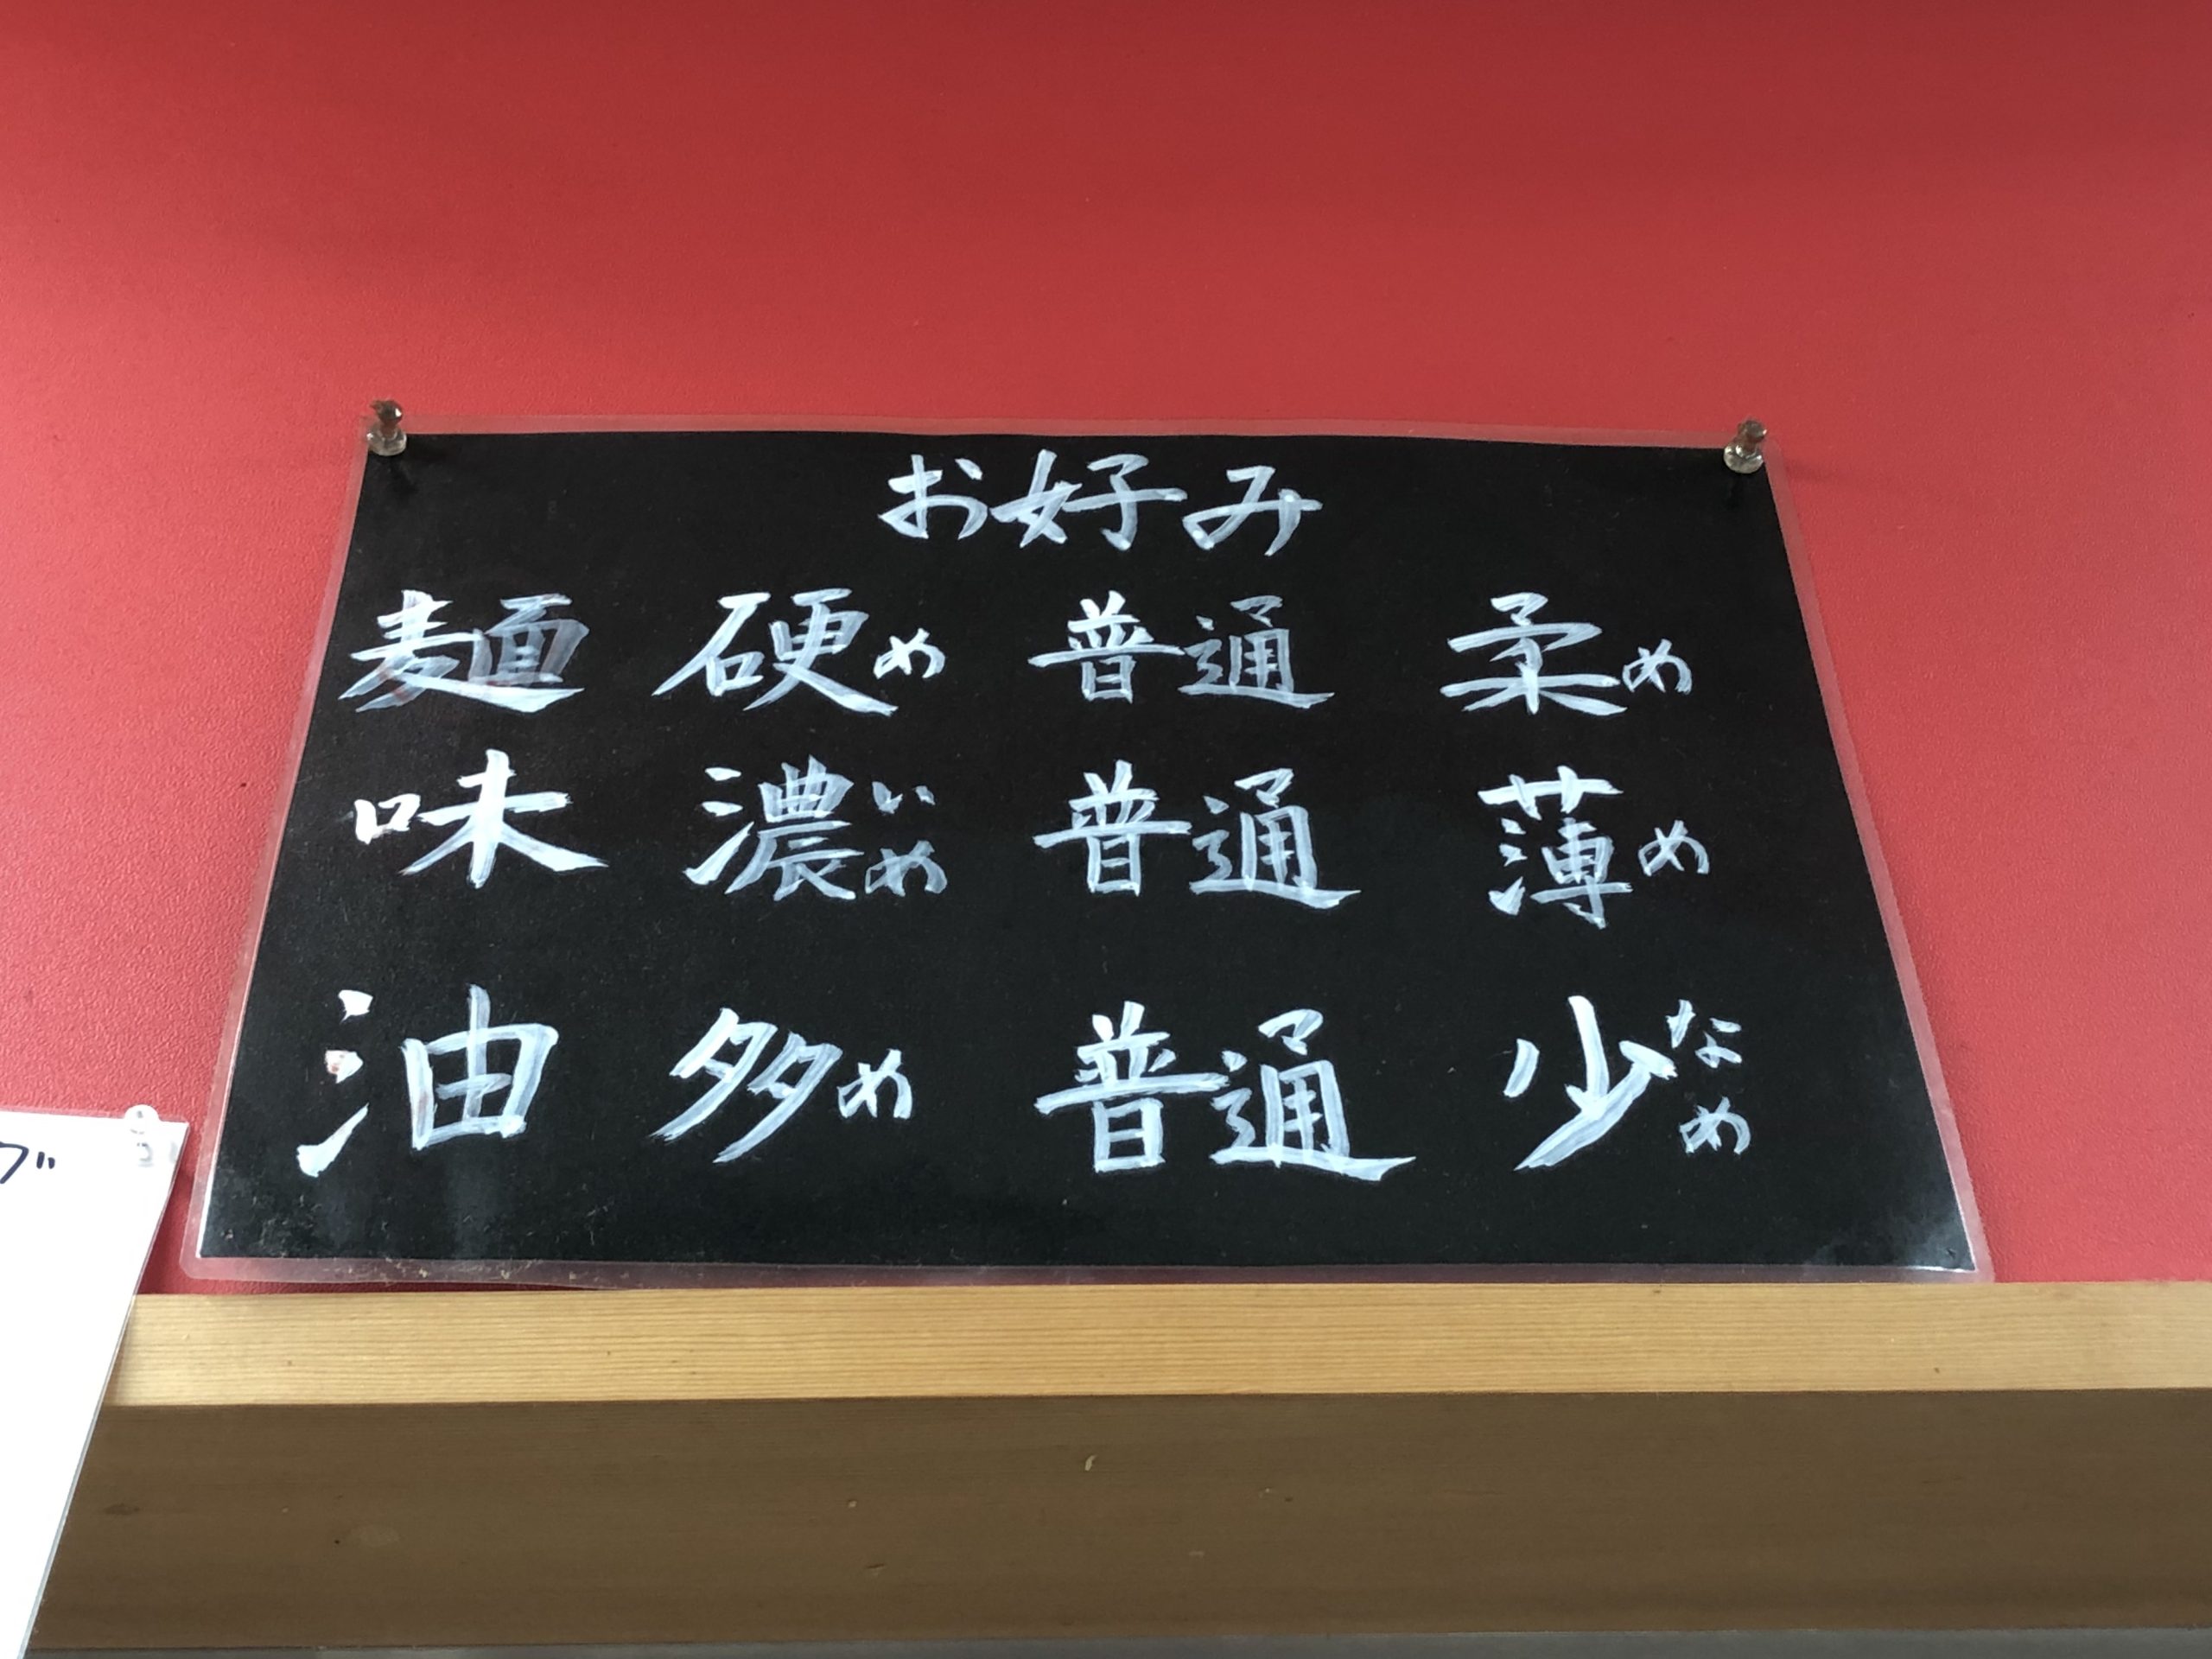 お好み
麺 硬め 普通 柔め
味 濃いめ 普通 薄め
油 多め 普通 少なめ